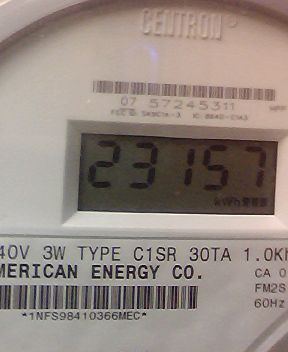 CENTRON
07 57245311
23157
kWh
40V 3W TYPE C1SR 30TA 1.0Kh
MERICAN ENERGY CO.
CA 0
FM2S
60Hz
*1NFS98410366MEC*